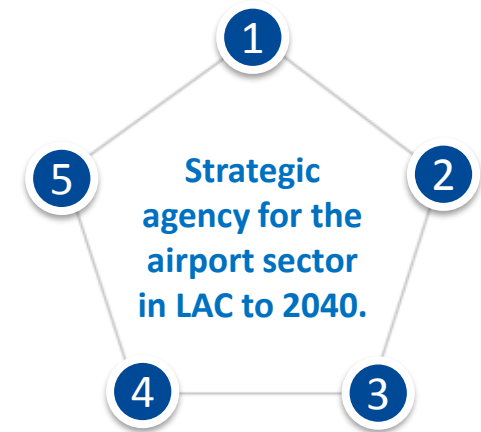 1
5
2
Strategic
agency for the
airport sector
in LAC to 2040.
4
3